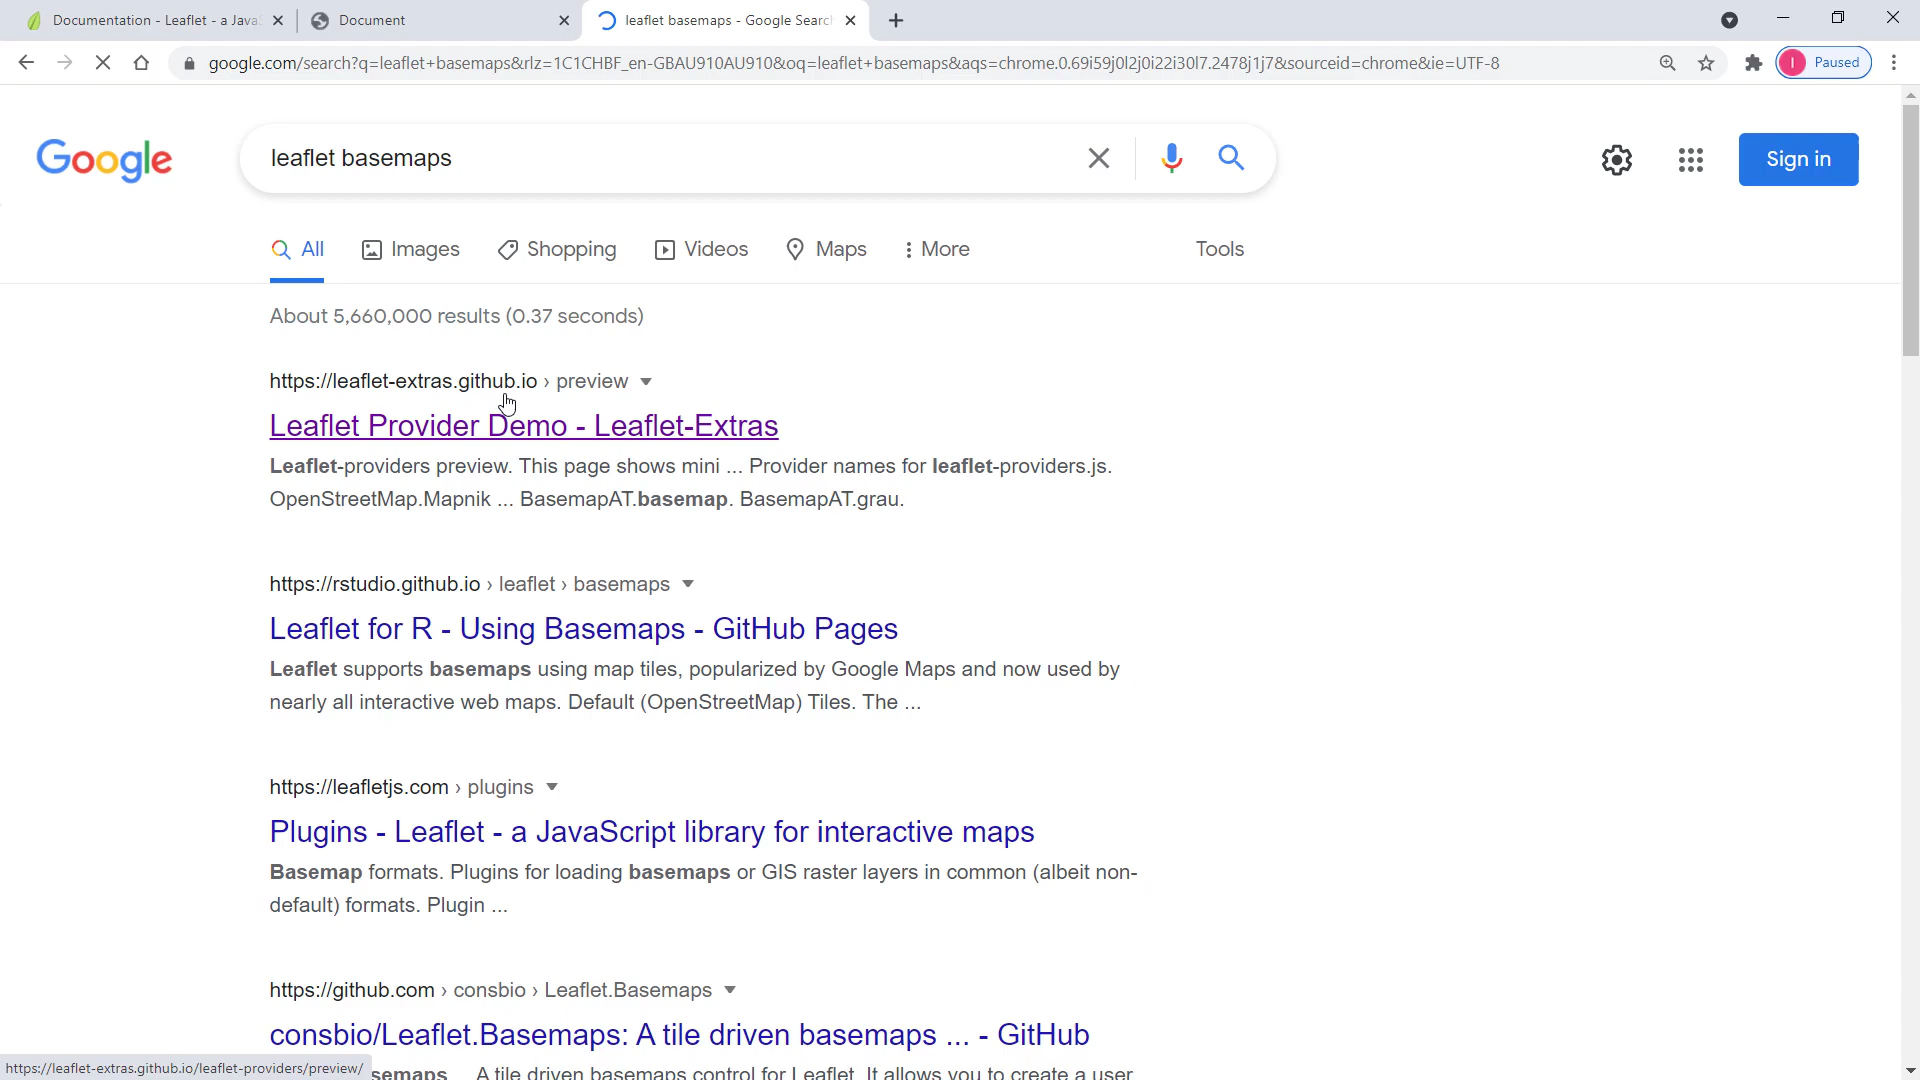 Documentation - Leaflet - a Java
Document
leaflet basemaps - Google Search
google.com/search?q=leaflet+basemaps&rlz=1C1CHBF_en-GBAU910AU910&oq=leaflet+basemaps&aqs=chrome.0.69i59j0l2j0i22i30l7.2478j1j7&sourceid=chrome&ie=UTF-8
I
Paused
Google
leaflet basemaps
Sign in
All
Images
Shopping
Videos
Maps
More
Tools
About 5,660,000 results (0.37 seconds)
https://leaflet-extras.github.io › preview
Leaflet Provider Demo - Leaflet-Extras
Leaflet-providers preview. This page shows mini ... Provider names for leaflet-providers.js.
OpenStreetMap.Mapnik ... BasemapAT.basemap. BasemapAT.grau.
https://rstudio.github.io › leaflet › basemaps
Leaflet for R - Using Basemaps - GitHub Pages
Leaflet supports basemaps using map tiles, popularized by Google Maps and now used by
nearly all interactive web maps. Default (OpenStreetMap) Tiles. The ...
https://leafletjs.com › plugins
Plugins - Leaflet - a JavaScript library for interactive maps
Basemap formats. Plugins for loading basemaps or GIS raster layers in common (albeit non-
default) formats. Plugin ...
https://github.com › consbio › Leaflet.Basemaps
consbio/Leaflet.Basemaps: A tile driven basemaps ... - GitHub
https://leaflet-extras.github.io/leaflet-providers/preview/
semaps. A tile driven basemaps control for Leaflet. It allows you to create a user